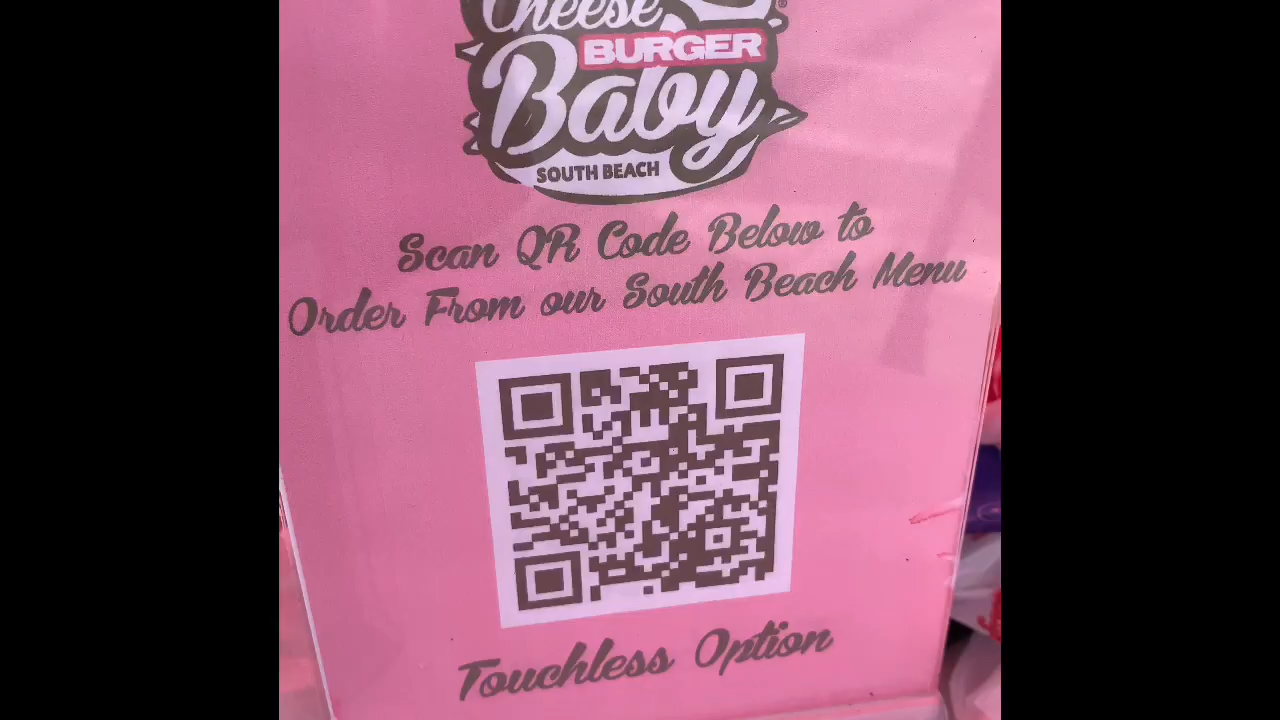 Cheese
BURGER
Baby
SOUTH BEACH
Scan QR Code Below to
Order From our South Beach Menu
Touchless Option